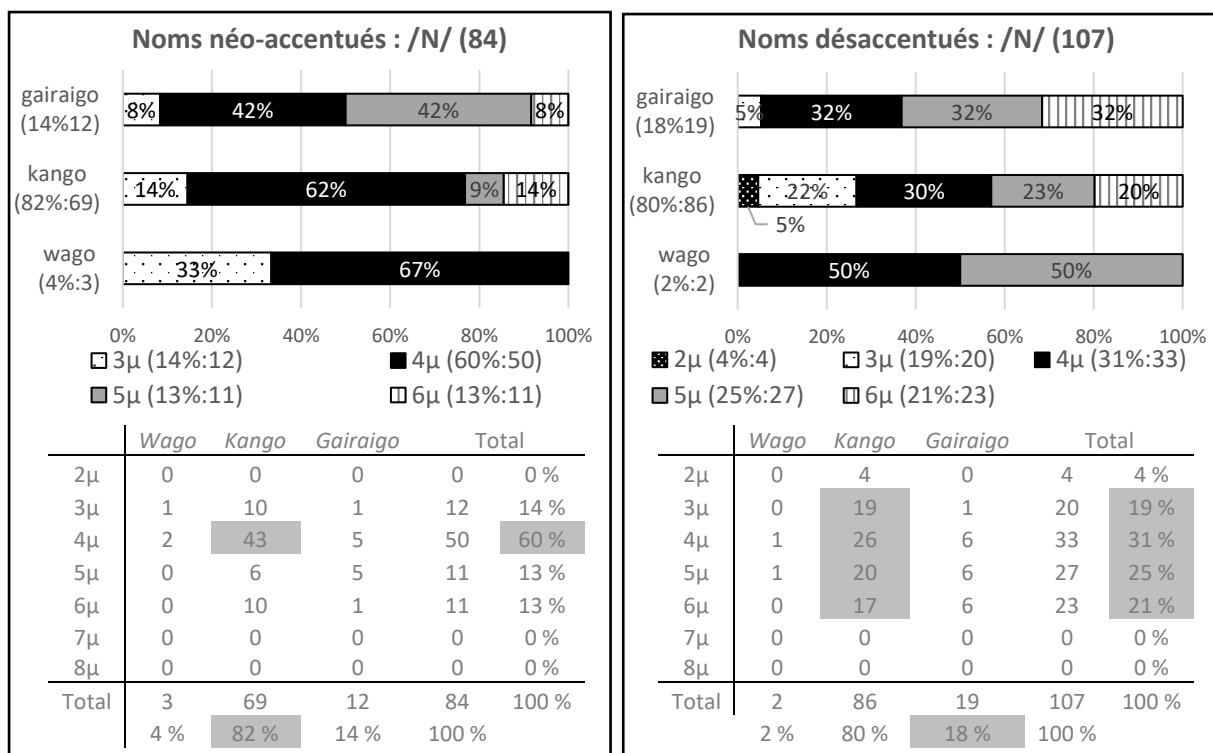 Noms néo-accentués : /N/ (84)
gairaigo
(14%12)
8% 42% 42% 8%
kango
(82%:69)
14% 62% 9% 14%
wago
(4%:3)
33% 67%
0% 20% 40% 60% 80% 100%
3µ (14%:12) 4µ (60%:50)
5µ (13%:11) 6µ (13%:11)
Wago Kango Gairaigo Total
2µ 0 0 0 0 0 %
3µ 1 10 1 12 14 %
4µ 2 43 5 50 60 %
5µ 0 6 5 11 13 %
6µ 0 10 1 11 13 %
7µ 0 0 0 0 0 %
8µ 0 0 0 0 0 %
Total 3 69 12 84 100 %
4 % 82 % 14 % 100 %
Noms désaccentués : /N/ (107)
gairaigo
(18%19)
5% 32% 32% 32%
kango
(80%:86)
22% 30% 23% 20%
5%
wago
(2%:2)
50% 50%
0% 20% 40% 60% 80% 100%
2µ (4%:4) 3µ (19%:20) 4µ (31%:33)
5µ (25%:27) 6µ (21%:23)
Wago Kango Gairaigo Total
2µ 0 4 0 4 4 %
3µ 0 19 1 20 19 %
4µ 1 26 6 33 31 %
5µ 1 20 6 27 25 %
6µ 0 17 6 23 21 %
7µ 0 0 0 0 0 %
8µ 0 0 0 0 0 %
Total 2 86 19 107 100 %
2 % 80 % 18 % 100 %